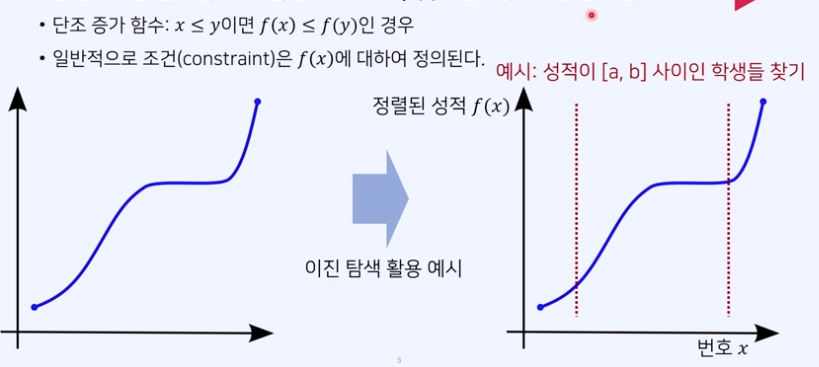 • 단조 증가 함수: x ≤ y이면 f(x) ≤ f(y)인 경우
• 일반적으로 조건(constraint)은 f(x)에 대하여 정의된다.
예시: 성적이 [a, b] 사이인 학생들 찾기
정렬된 성적 f(x)
이진 탐색 활용 예시
번호 x
3